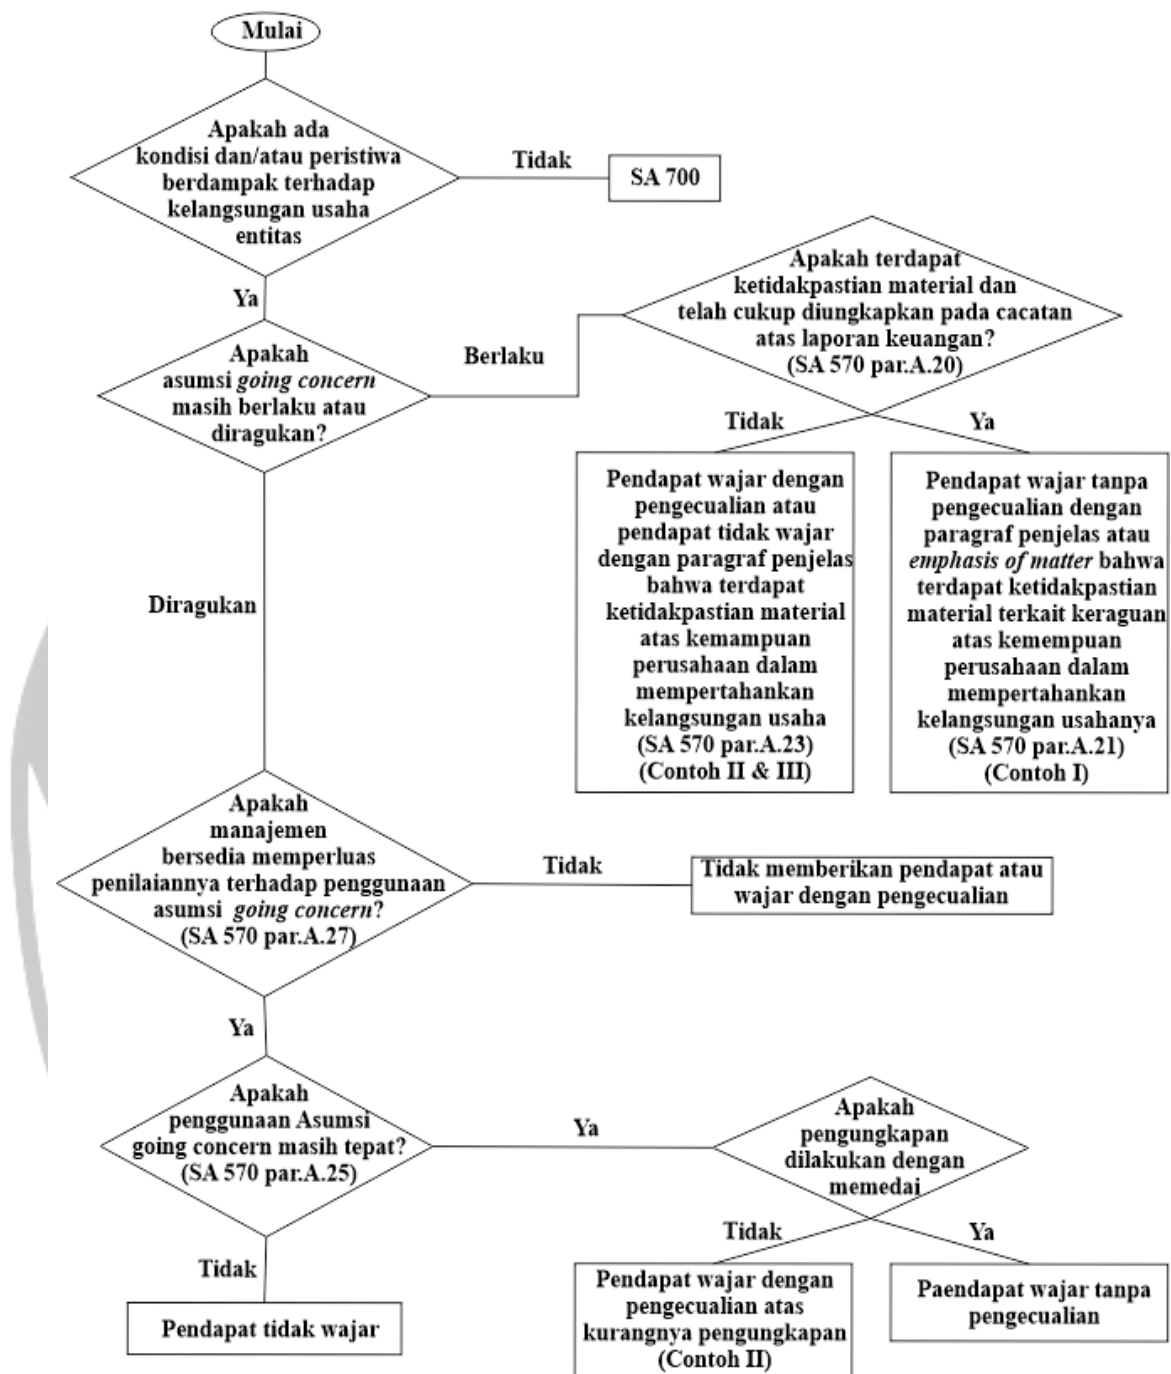 Mulai
Apakah ada
kondisi dan/atau peristiwa
berdampak terhadap
kelangsungan usaha
entitas
Tidak
SA 700
Ya
Apakah
asumsi going concern
masih berlaku atau
diragukan?
Berlaku
Apakah terdapat
ketidakpastian material dan
telah cukup diungkapkan pada cacatan
atas laporan keuangan?
(SA 570 par.A.20)
Tidak
Ya
Pendapat wajar dengan
pengecualian atau
pendapat tidak wajar
dengan paragraf penjelas
bahwa terdapat
ketidakpastian material
atas kemampuan
perusahaan dalam
mempertahankan
kelangsungan usaha
(SA 570 par.A.23)
(Contoh II & III)
Pendapat wajar tanpa
pengecualian dengan
paragraf penjelas atau
emphasis of matter bahwa
terdapat ketidakpastian
material terkait keraguan
atas kemempuan
perusahaan dalam
mempertahankan
kelangsungan usahanya
(SA 570 par.A.21)
(Contoh I)
Diragukan
Apakah
manajemen
bersedia memperluas
penilaiannya terhadap penggunaan
asumsi going concern?
(SA 570 par.A.27)
Tidak
Tidak memberikan pendapat atau
wajar dengan pengecualian
Ya
Apakah
penggunaan Asumsi
going concern masih tepat?
(SA 570 par.A.25)
Ya
Apakah
pengungkapan
dilakukan dengan
memedai
Tidak
Pendapat tidak wajar
Tidak
Ya
Pendapat wajar dengan
pengecualian atas
kurangnya pengungkapan
(Contoh II)
Paendapat wajar tanpa
pengecualian